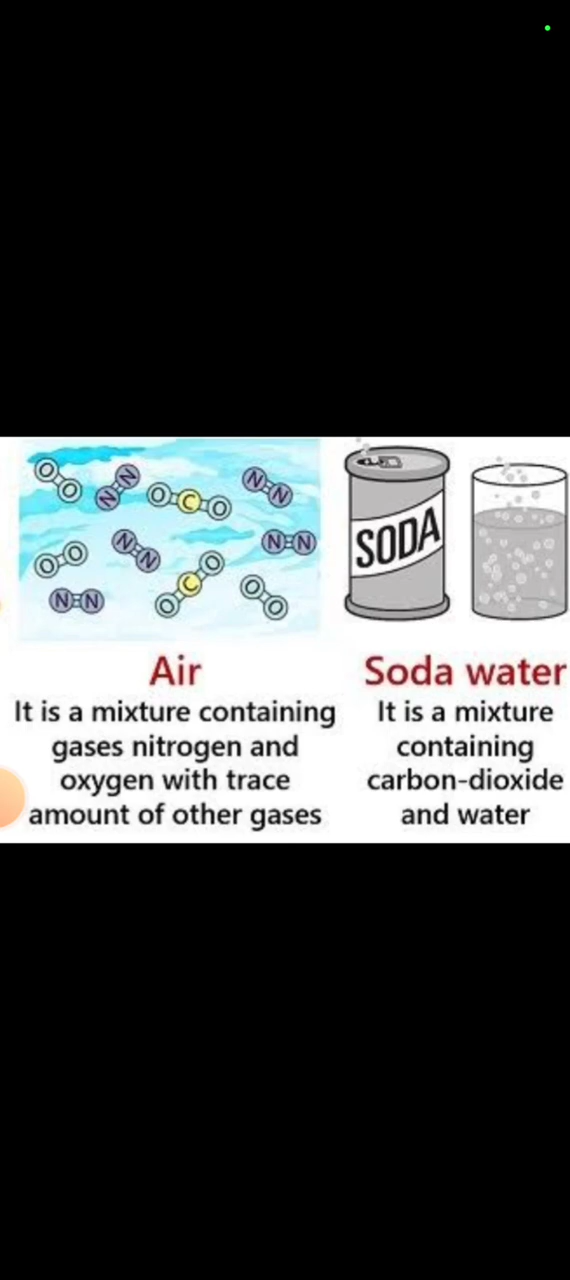 O O
N N
O C O
N N
O O
N N
N N
N N
O C O
O O
SODA
Air
It is a mixture containing
gases nitrogen and
oxygen with trace
amount of other gases
Soda water
It is a mixture
containing
carbon-dioxide
and water